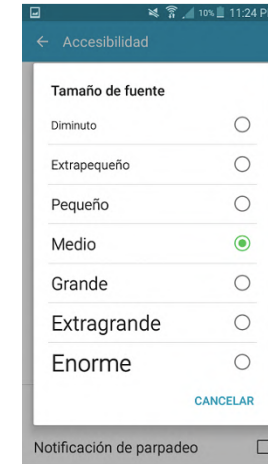 10% 11:24 P
Accesibilidad
Tamaño de fuente
Diminuto
Extrapequeño
Pequeño
Medio
Grande
Extragrande
Enorme
CANCELAR
Notificación de parpadeo